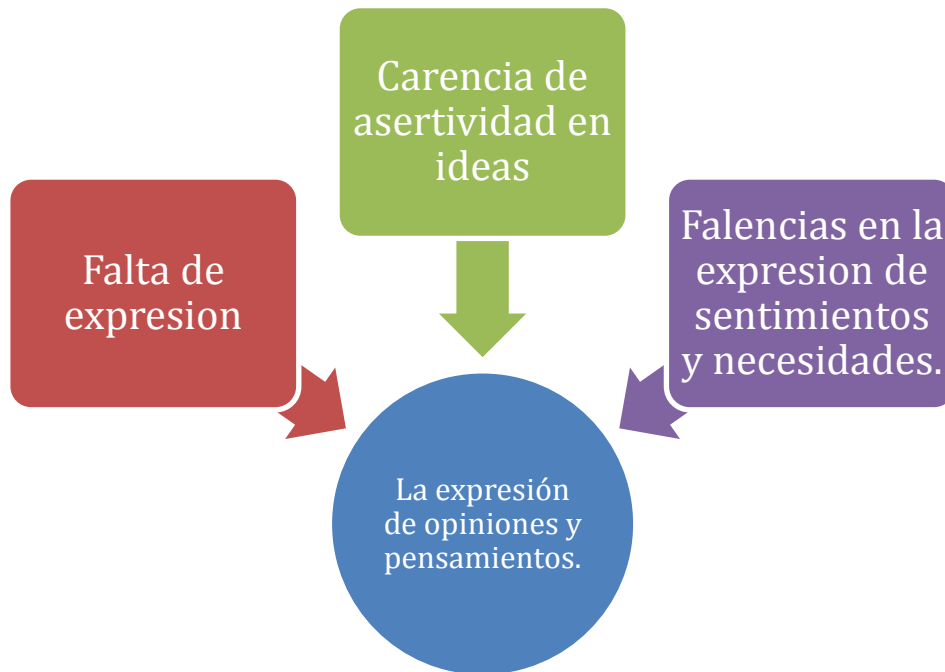 Carencia de
asertividad en
ideas
Falta de
expresion
Falencias en la
expresion de
sentimientos
y necesidades.
La expresión
de opiniones y
pensamientos.